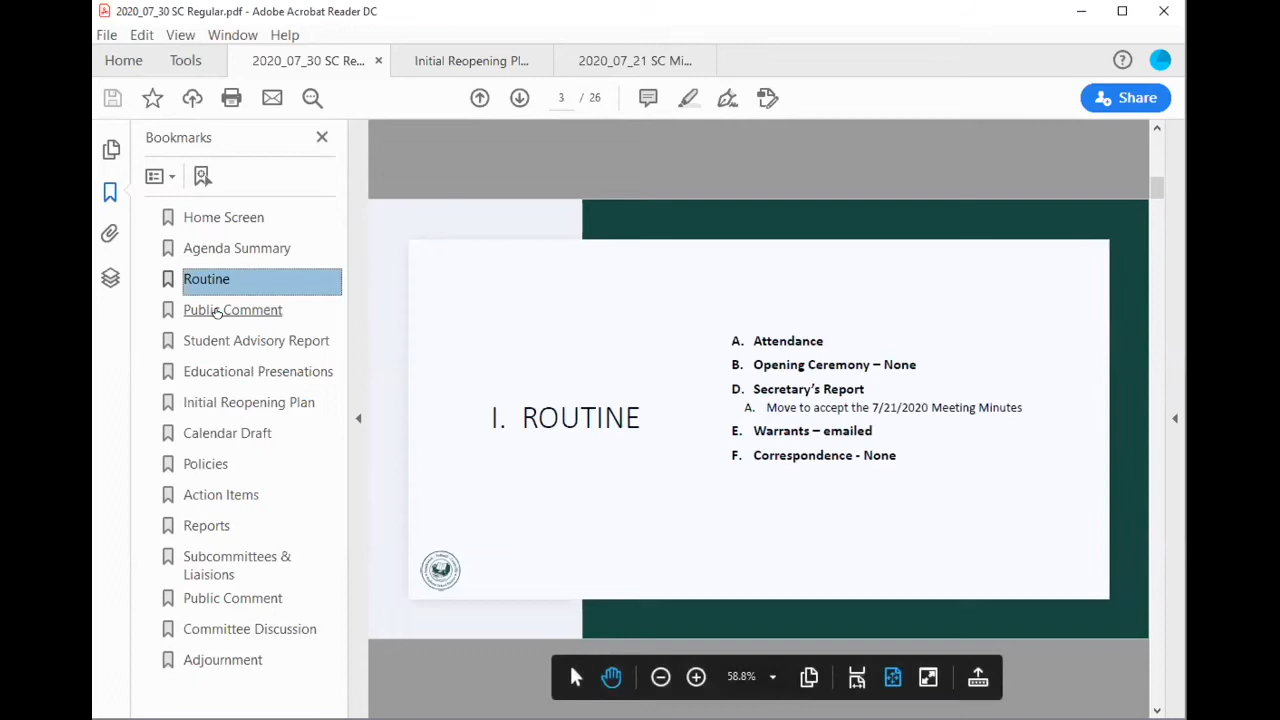 2020_07_30 SC Regular.pdf - Adobe Acrobat Reader DC
File Edit View Window Help
Home Tools 2020_07_30 SC Re... × Initial Reopening Pl... 2020_07_21 SC Mi...
3 / 26
Share
Bookmarks
Home Screen
Agenda Summary
Routine
Public Comment
Student Advisory Report
Educational Presenations
Initial Reopening Plan
Calendar Draft
Policies
Action Items
Reports
Subcommittees &
Liaisions
Public Comment
Committee Discussion
Adjournment
I. ROUTINE
A. Attendance
B. Opening Ceremony – None
D. Secretary's Report
A. Move to accept the 7/21/2020 Meeting Minutes
E. Warrants – emailed
F. Correspondence - None
58.8%